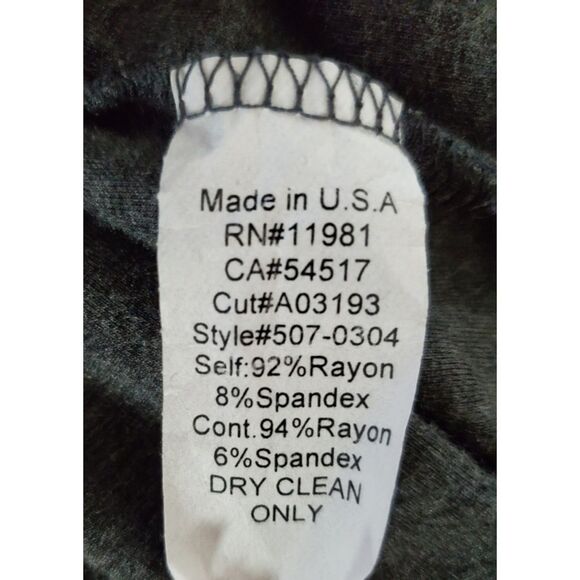 Made in U.S.A
RN#11981
CA#54517
Cut#A03193
Style#507-0304
Self:92%Rayon
8%Spandex
Cont.94%Rayon
6%Spandex
DRY CLEAN
ONLY